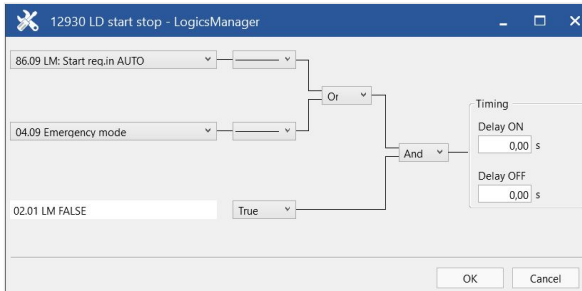 12930 LD start stop - LogicsManager
86.09 LM: Start req.in AUTO
Or
Timing
Delay ON
04.09 Emergency mode
0,00 s
And
Delay OFF
0,00 s
02.01 LM FALSE True
OK Cancel